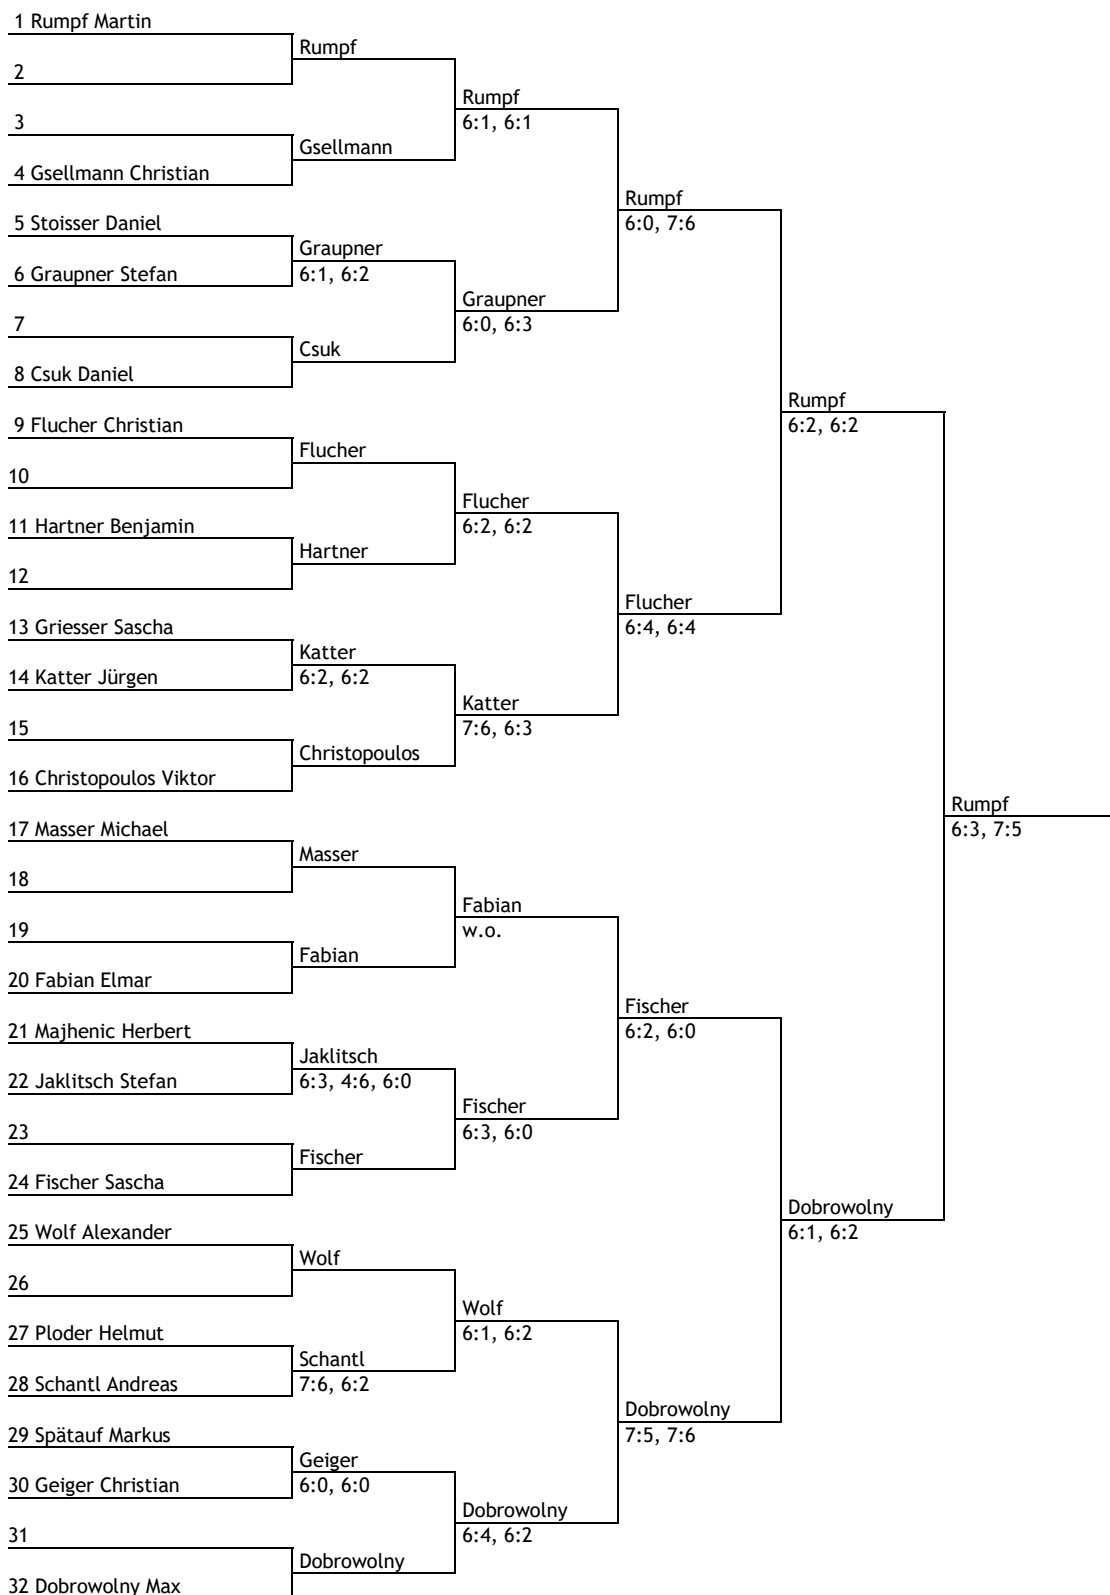 1 Rumpf Martin
Rumpf
2
Rumpf
6:1, 6:1
3
Gsellmann
4 Gsellmann Christian
Rumpf
6:0, 7:6
5 Stoisser Daniel
Graupner
6:1, 6:2
6 Graupner Stefan
Graupner
6:0, 6:3
7
Csuk
8 Csuk Daniel
Rumpf
6:2, 6:2
9 Flucher Christian
Flucher
10
Flucher
6:2, 6:2
11 Hartner Benjamin
Hartner
12
Flucher
6:4, 6:4
13 Griesser Sascha
Katter
6:2, 6:2
14 Katter Jürgen
Katter
7:6, 6:3
15
Christopoulos
16 Christopoulos Viktor
Rumpf
6:3, 7:5
17 Masser Michael
Masser
18
Fabian
w.o.
19
Fabian
20 Fabian Elmar
Fischer
6:2, 6:0
21 Majhenic Herbert
Jaklitsch
6:3, 4:6, 6:0
22 Jaklitsch Stefan
Fischer
6:3, 6:0
23
Fischer
24 Fischer Sascha
Dobrowolny
6:1, 6:2
25 Wolf Alexander
Wolf
26
Wolf
6:1, 6:2
27 Ploder Helmut
Schantl
7:6, 6:2
28 Schantl Andreas
Dobrowolny
7:5, 7:6
29 Spätauf Markus
Geiger
6:0, 6:0
30 Geiger Christian
Dobrowolny
6:4, 6:2
31
Dobrowolny
32 Dobrowolny Max